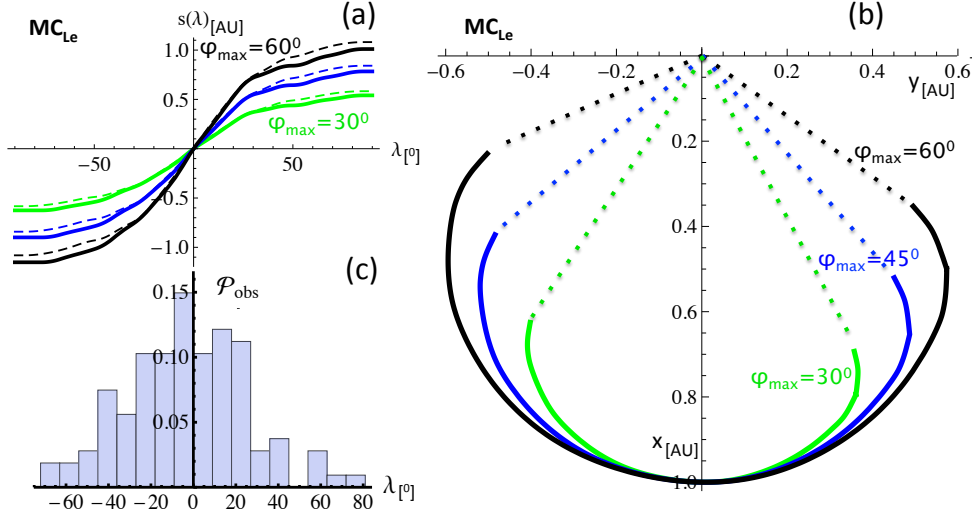 MC_Le
s(λ)[AU]
(a)
φmax=60⁰
1.0
0.5
φmax=30⁰
−50
50
λ[⁰]
−0.5
−1.0
(c)
0.15
𝒫obs
0.10
0.05
−60 −40 −20 0 20 40 60 80
λ[⁰]
MC_Le
(b)
−0.6 −0.4 −0.2 0.0 0.2 0.4 0.6
y[AU]
0.2
φmax=60⁰
0.4
φmax=45⁰
0.6
φmax=30⁰
0.8
x[AU]
1.0